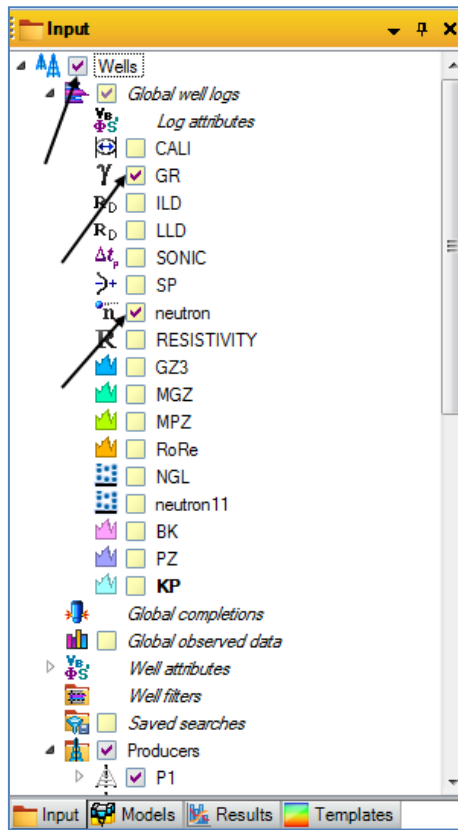 Input
Wells
Global well logs
Log attributes
CALI
GR
ILD
LLD
SONIC
SP
neutron
RESISTIVITY
GZ3
MGZ
MPZ
RoRe
NGL
neutron11
BK
PZ
KP
Global completions
Global observed data
Well attributes
Well filters
Saved searches
Producers
P1
Input Models Results Templates